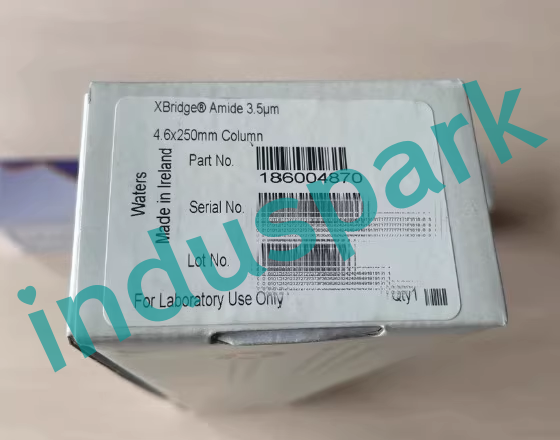 XBridge® Amide 3.5µm
4.6x250mm Column
Waters
Made in Ireland
Part No.
186004870
Serial No.
Lot No.
For Laboratory Use Only
Qty1
induspark